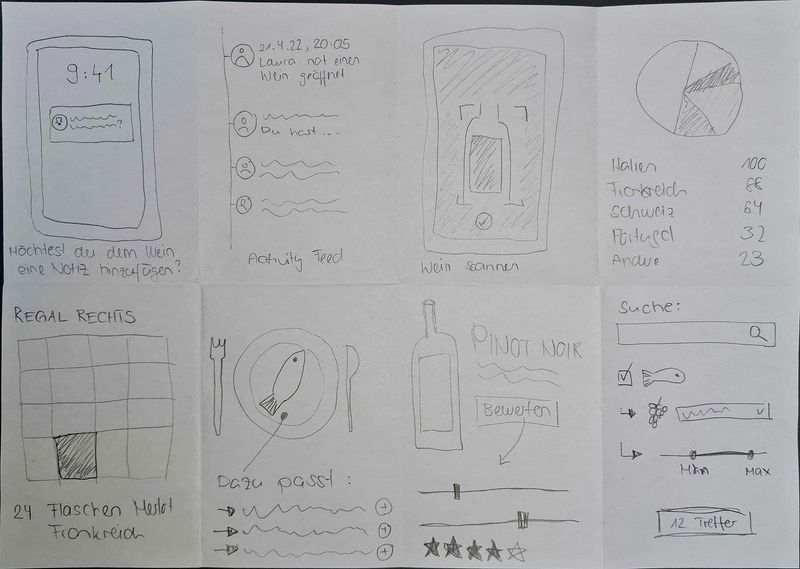 9:41
?
Möchtest du dem Wein
eine Notiz hinzufügen?
21.4.22, 20:05
Laura hat einen
Wein geöffnet
Du hast...
Activity Feed
Wein scannen
Italien 100
Frankreich 88
Schweiz 64
Portugal 32
Andere 23
REGAL RECHTS
24 Flaschen Merlot
Frankreich
Dazu passt:
PINOT NOIR
Bewerten
Suche:
Min Max
12 Treffer